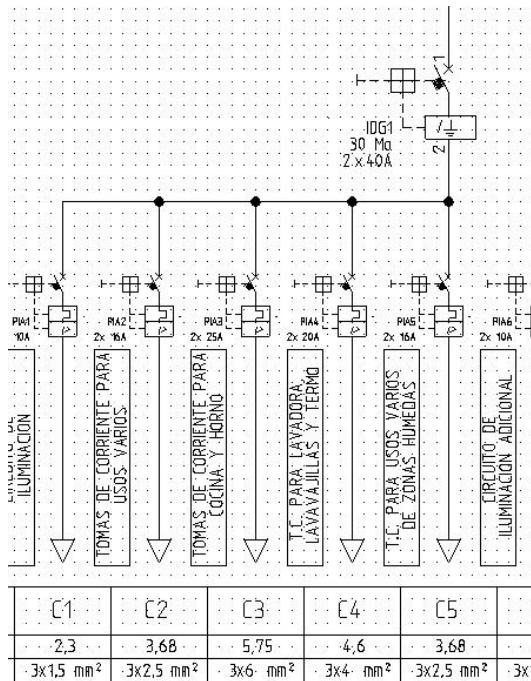 1
IDG1
30 Ma
2 x 40A
2
PIA1
10A
PIA2
2x 16A
PIA3
2x 25A
PIA4
2x 20A
PIA5
2x 16A
PIA6
2x 10A
ILUMINACION
TOMAS DE CORRIENTE PARA
USOS VARIOS
TOMAS DE CORRIENTE PARA
COCINA Y HORNO
T.C. PARA LAVADORA,
LAVAVAJILLAS Y TERMO
T.C. PARA USOS VARIOS
DE ZONAS HUMEDAS
CIRCUITO DE
ILUMINACION ADICIONAL
C1 C2 C3 C4 C5
2,3 3,68 5,75 4,6 3,68
3x1,5 mm² 3x2,5 mm² 3x6 mm² 3x4 mm² 3x2,5 mm²